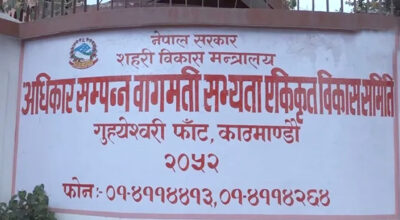 नेपाल सरकार
शहरी विकास मन्त्रालय
अधिकार सम्पन्न वागमती सभ्यता एकिकृत विकास समिति
गुह्येश्वरी फाँट, काठमाण्डौ
२०५२
फोन:- ०१-४११४४१३, ०१-४११४२६४